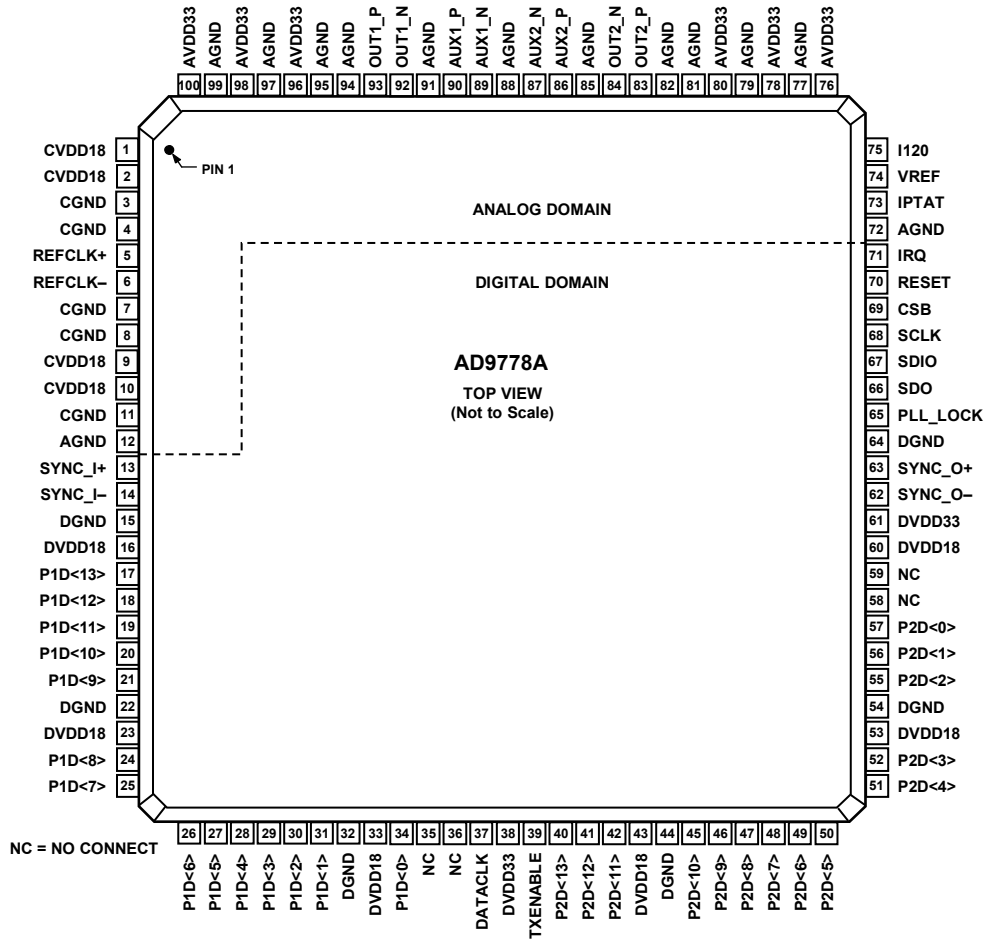 AVDD33
AGND
AVDD33
AGND
AVDD33
AGND
AGND
OUT1_P
OUT1_N
AGND
AUX1_P
AUX1_N
AGND
AUX2_N
AUX2_P
AGND
OUT2_N
OUT2_P
AGND
AGND
AVDD33
AGND
AVDD33
AGND
AVDD33
100 99 98 97 96 95 94 93 92 91 90 89 88 87 86 85 84 83 82 81 80 79 78 77 76
CVDD18 1
CVDD18 2
CGND 3
CGND 4
REFCLK+ 5
REFCLK– 6
CGND 7
CGND 8
CVDD18 9
CVDD18 10
CGND 11
AGND 12
SYNC_I+ 13
SYNC_I– 14
DGND 15
DVDD18 16
P1D<13> 17
P1D<12> 18
P1D<11> 19
P1D<10> 20
P1D<9> 21
DGND 22
DVDD18 23
P1D<8> 24
P1D<7> 25
PIN 1
ANALOG DOMAIN
DIGITAL DOMAIN
AD9778A
TOP VIEW
(Not to Scale)
75 I120
74 VREF
73 IPTAT
72 AGND
71 IRQ
70 RESET
69 CSB
68 SCLK
67 SDIO
66 SDO
65 PLL_LOCK
64 DGND
63 SYNC_O+
62 SYNC_O–
61 DVDD33
60 DVDD18
59 NC
58 NC
57 P2D<0>
56 P2D<1>
55 P2D<2>
54 DGND
53 DVDD18
52 P2D<3>
51 P2D<4>
26 27 28 29 30 31 32 33 34 35 36 37 38 39 40 41 42 43 44 45 46 47 48 49 50
NC = NO CONNECT
P1D<6>
P1D<5>
P1D<4>
P1D<3>
P1D<2>
P1D<1>
DGND
DVDD18
P1D<0>
NC
NC
DATACLK
DVDD33
TXENABLE
P2D<13>
P2D<12>
P2D<11>
DVDD18
DGND
P2D<10>
P2D<9>
P2D<8>
P2D<7>
P2D<6>
P2D<5>